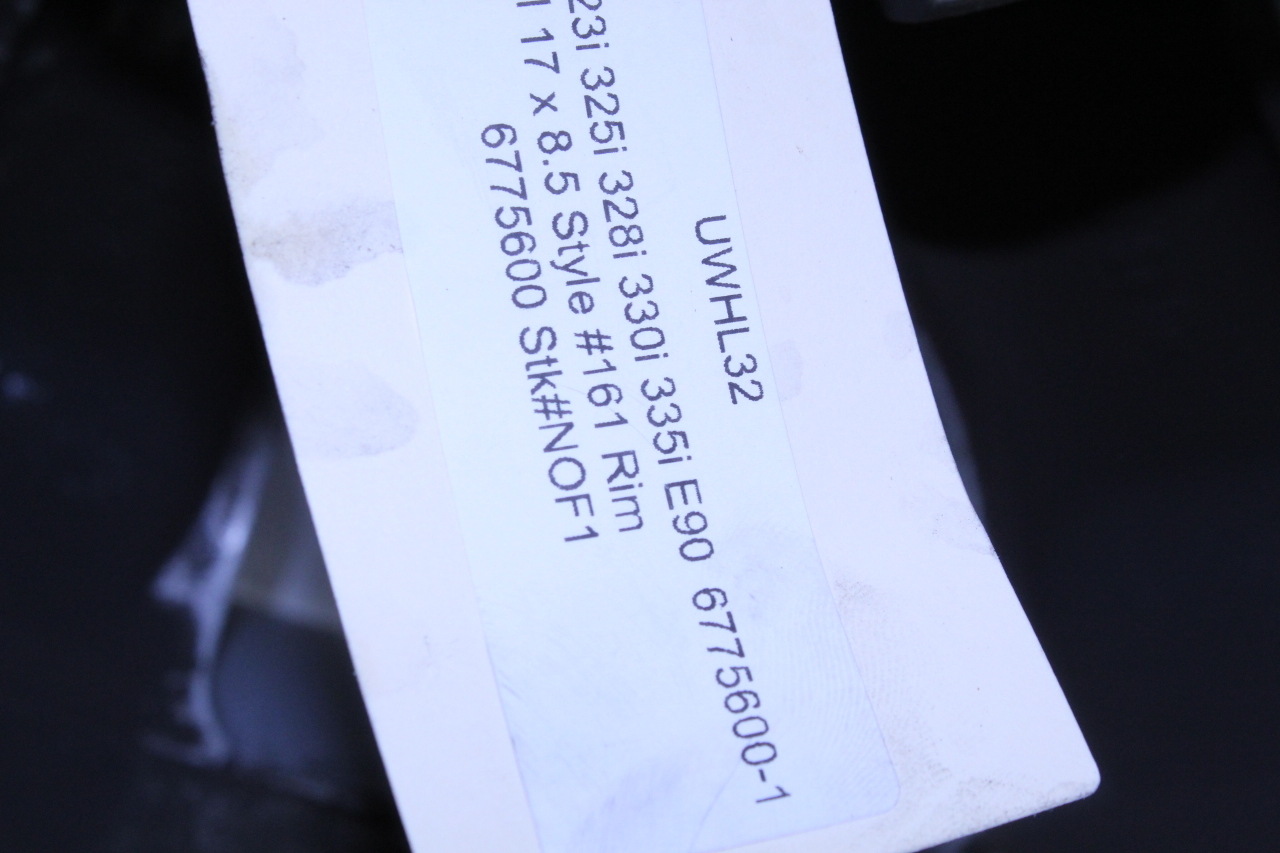 UWHL32
23i 325i 328i 330i 335i E90 6775600-1
17 x 8.5 Style #161 Rim
6775600 Stk#NOF1